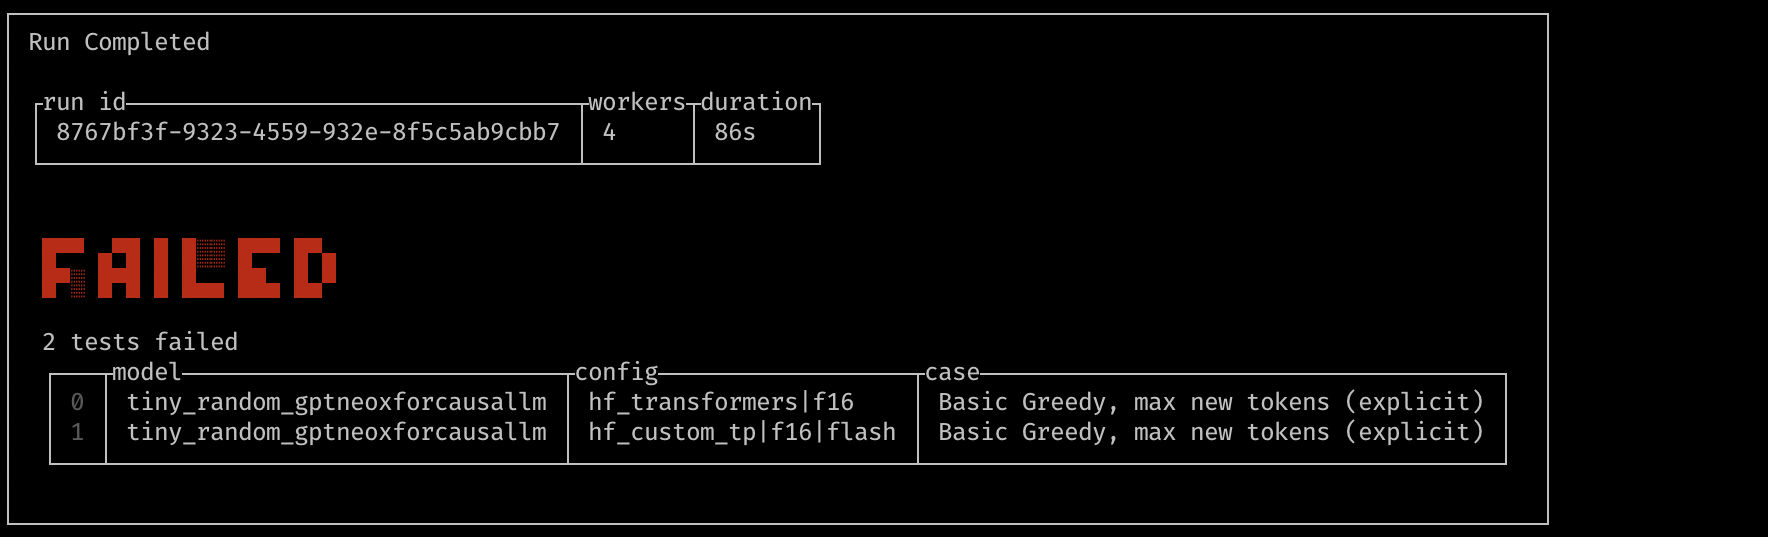 Run Completed
run id workers duration
8767bf3f-9323-4559-932e-8f5c5ab9cbb7 4 86s
FAILED
2 tests failed
model config case
0 tiny_random_gptneoxforcausallm hf_transformers|f16 Basic Greedy, max new tokens (explicit)
1 tiny_random_gptneoxforcausallm hf_custom_tp|f16|flash Basic Greedy, max new tokens (explicit)